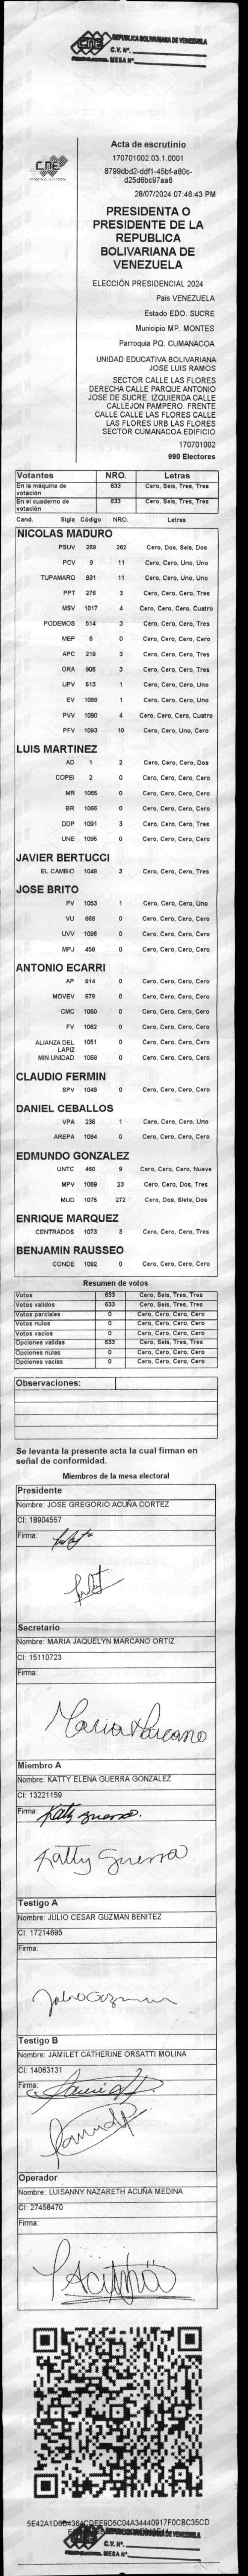 CNE REPUBLICA BOLIVARIANA DE VENEZUELA
C.V. Nº.
MESA Nº.
CNE
Acta de escrutinio
170701002.03.1.0001
8799dbd2-ddf1-45bf-a80c-
d25d6bc97aa6
28/07/2024 07:46:43 PM
PRESIDENTA O
PRESIDENTE DE LA
REPUBLICA
BOLIVARIANA DE
VENEZUELA
ELECCIÓN PRESIDENCIAL 2024
Pais VENEZUELA
Estado EDO. SUCRE
Municipio MP. MONTES
Parroquia PQ. CUMANACOA
UNIDAD EDUCATIVA BOLIVARIANA
JOSE LUIS RAMOS
SECTOR CALLE LAS FLORES
DERECHA CALLE PARQUE ANTONIO
JOSE DE SUCRE. IZQUIERDA CALLE
CALLEJON PAMPERO. FRENTE
CALLE CALLE LAS FLORES CALLE
LAS FLORES URB LAS FLORES
SECTOR CUMANACOA EDIFICIO
170701002
990 Electores
Votantes NRO. Letras
En la máquina de votación 633 Cero, Seis, Tres, Tres
En el cuaderno de votación 633 Cero, Seis, Tres, Tres
Cand. Sigla Código NRO. Letras
NICOLAS MADURO
PSUV 269 262 Cero, Dos, Seis, Dos
PCV 9 11 Cero, Cero, Uno, Uno
TUPAMARO 931 11 Cero, Cero, Uno, Uno
PPT 276 3 Cero, Cero, Cero, Tres
MSV 1017 4 Cero, Cero, Cero, Cuatro
PODEMOS 514 3 Cero, Cero, Cero, Tres
MEP 6 0 Cero, Cero, Cero, Cero
APC 219 3 Cero, Cero, Cero, Tres
ORA 906 3 Cero, Cero, Cero, Tres
UPV 513 1 Cero, Cero, Cero, Uno
EV 1089 1 Cero, Cero, Cero, Uno
PVV 1090 4 Cero, Cero, Cero, Cuatro
PFV 1093 10 Cero, Cero, Uno, Cero
LUIS MARTINEZ
AD 1 2 Cero, Cero, Cero, Dos
COPEI 2 0 Cero, Cero, Cero, Cero
MR 1065 0 Cero, Cero, Cero, Cero
BR 1066 0 Cero, Cero, Cero, Cero
DDP 1091 3 Cero, Cero, Cero, Tres
UNE 1095 0 Cero, Cero, Cero, Cero
JAVIER BERTUCCI
EL CAMBIO 1048 3 Cero, Cero, Cero, Tres
JOSE BRITO
PV 1053 1 Cero, Cero, Cero, Uno
VU 868 0 Cero, Cero, Cero, Cero
UVV 1096 0 Cero, Cero, Cero, Cero
MPJ 458 0 Cero, Cero, Cero, Cero
ANTONIO ECARRI
AP 914 0 Cero, Cero, Cero, Cero
MOVEV 978 0 Cero, Cero, Cero, Cero
CMC 1050 0 Cero, Cero, Cero, Cero
FV 1062 0 Cero, Cero, Cero, Cero
ALIANZA DEL LAPIZ 1051 0 Cero, Cero, Cero, Cero
MIN UNIDAD 1068 0 Cero, Cero, Cero, Cero
CLAUDIO FERMIN
SPV 1049 0 Cero, Cero, Cero, Cero
DANIEL CEBALLOS
VPA 236 1 Cero, Cero, Cero, Uno
AREPA 1094 0 Cero, Cero, Cero, Cero
EDMUNDO GONZALEZ
UNTC 460 9 Cero, Cero, Cero, Nueve
MPV 1069 23 Cero, Cero, Dos, Tres
MUD 1075 272 Cero, Dos, Siete, Dos
ENRIQUE MARQUEZ
CENTRADOS 1073 3 Cero, Cero, Cero, Tres
BENJAMIN RAUSSEO
CONDE 1092 0 Cero, Cero, Cero, Cero
Resumen de votos
Votos 633 Cero, Seis, Tres, Tres
Votos validos 633 Cero, Seis, Tres, Tres
Votos parciales 0 Cero, Cero, Cero, Cero
Votos nulos 0 Cero, Cero, Cero, Cero
Votos vacios 0 Cero, Cero, Cero, Cero
Opciones validas 633 Cero, Seis, Tres, Tres
Opciones nulas 0 Cero, Cero, Cero, Cero
Opciones vacias 0 Cero, Cero, Cero, Cero
Observaciones:
Se levanta la presente acta la cual firman en
señal de conformidad.
Miembros de la mesa electoral
Presidente
Nombre: JOSE GREGORIO ACUÑA CORTEZ
CI: 18904557
Firma:
Secretario
Nombre: MARIA JAQUELYN MARCANO ORTIZ
CI: 15110723
Firma:
Maria Marcano
Miembro A
Nombre: KATTY ELENA GUERRA GONZALEZ
CI: 13221159
Firma: Katty Guerra.
Katty Guerra
Testigo A
Nombre: JULIO CESAR GUZMAN BENITEZ
CI: 17214695
Firma:
Julio Guzman
Testigo B
Nombre: JAMILET CATHERINE ORSATTI MOLINA
CI: 14063131
Firma:
Operador
Nombre: LUISANNY NAZARETH ACUÑA MEDINA
CI: 27458470
Firma:
CNE REPUBLICA BOLIVARIANA DE VENEZUELA
C.V. Nº.
MESA Nº.